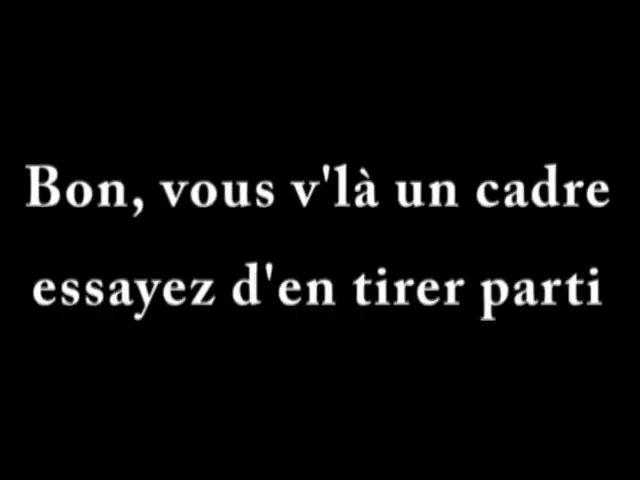 Bon, vous v'là un cadre
essayez d'en tirer parti